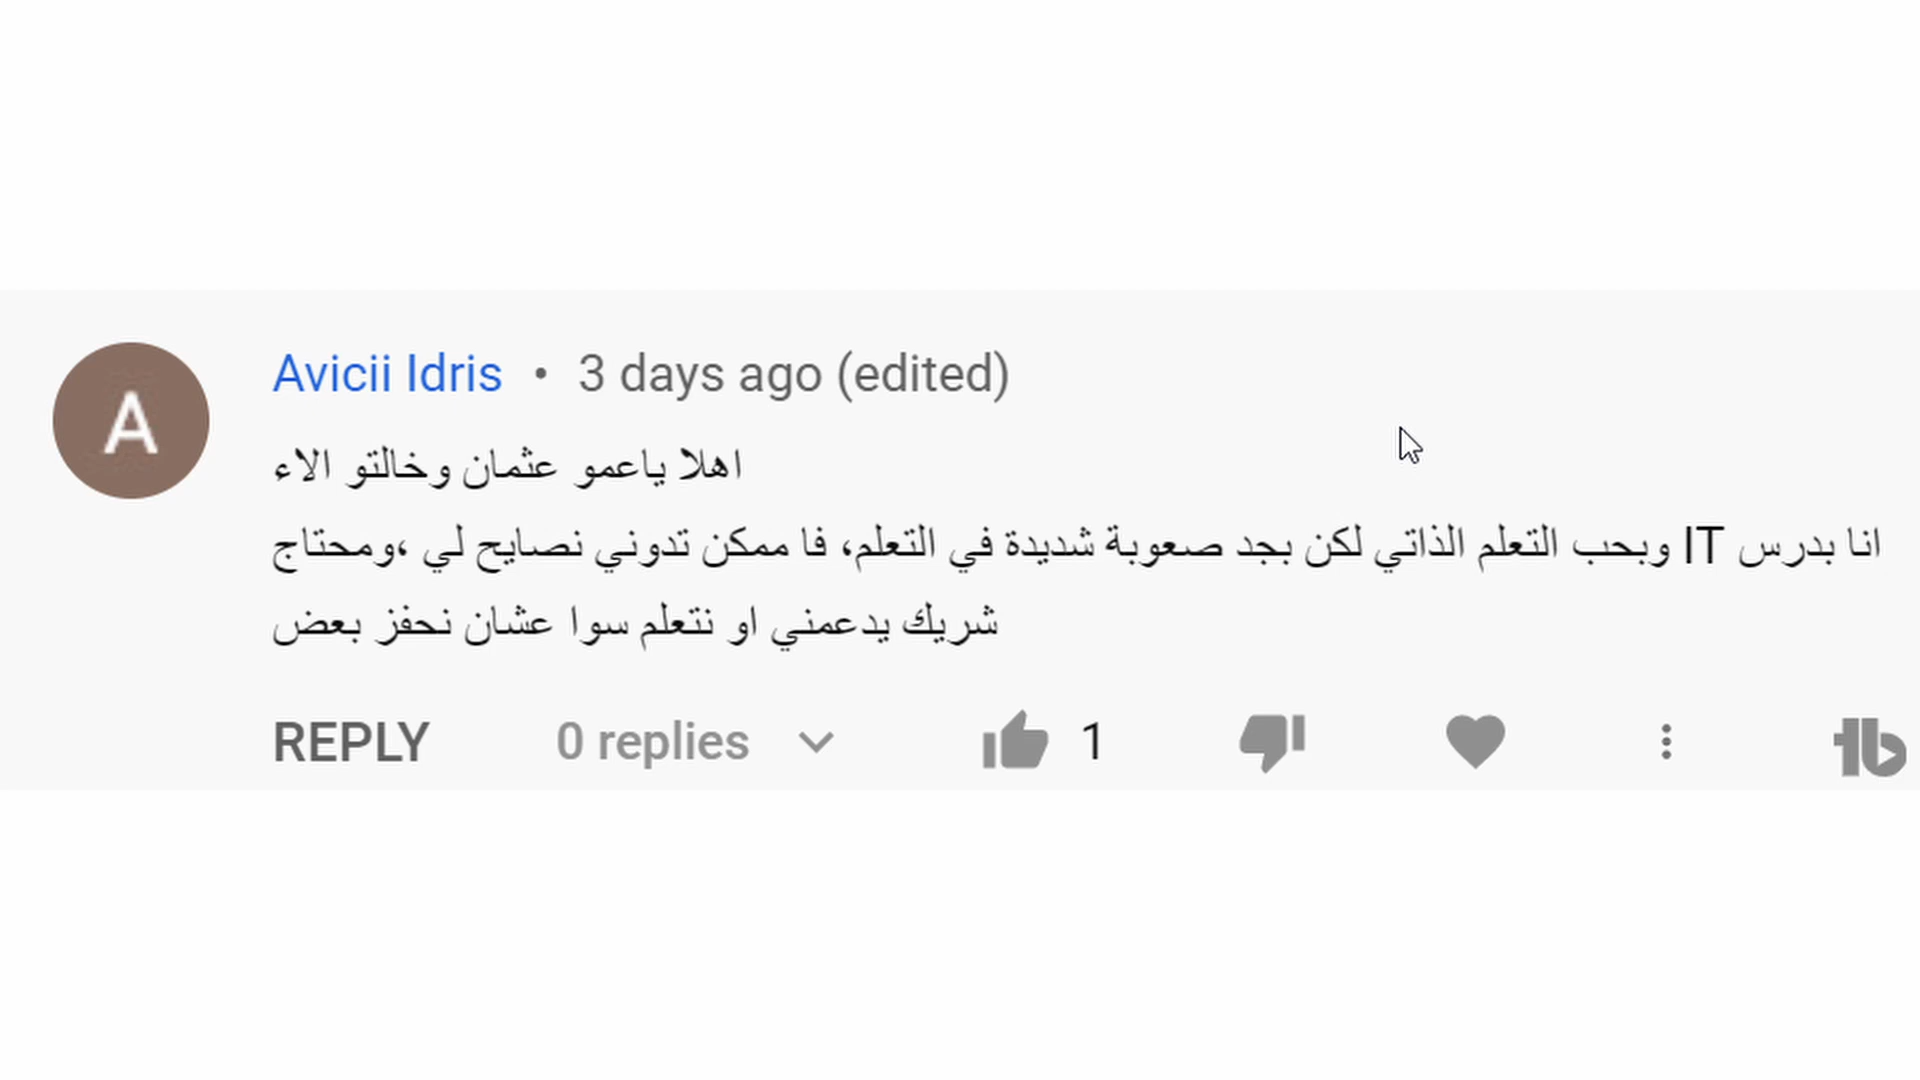 A
Avicii Idris • 3 days ago (edited)
اهلا ياعمو عثمان وخالتو الاء
انا بدرس IT وبحب التعلم الذاتي لكن بجد صعوبة شديدة في التعلم، فا ممكن تدوني نصايح لي ،ومحتاج
شريك يدعمني او نتعلم سوا عشان نحفز بعض
REPLY 0 replies 1
tb